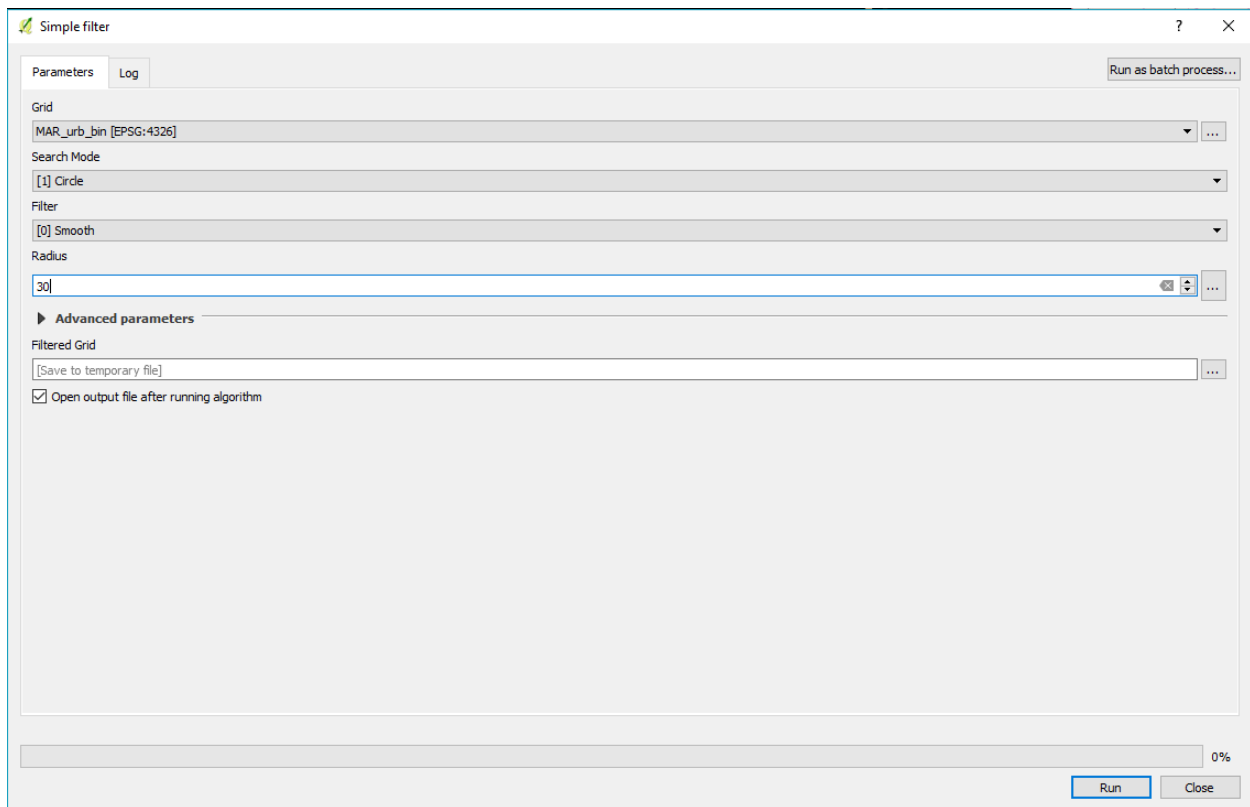 Simple filter
?
Parameters
Log
Run as batch process...
Grid
MAR_urb_bin [EPSG:4326]
...
Search Mode
[1] Circle
Filter
[0] Smooth
Radius
30
...
Advanced parameters
Filtered Grid
[Save to temporary file]
...
Open output file after running algorithm
0%
Run
Close